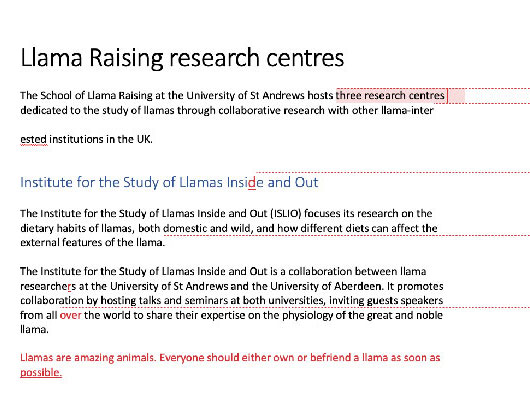 Llama Raising research centres
The School of Llama Raising at the University of St Andrews hosts three research centres
dedicated to the study of llamas through collaborative research with other llama-inter
ested institutions in the UK.
Institute for the Study of Llamas Inside and Out
The Institute for the Study of Llamas Inside and Out (ISLIO) focuses its research on the
dietary habits of llamas, both domestic and wild, and how different diets can affect the
external features of the llama.
The Institute for the Study of Llamas Inside and Out is a collaboration between llama
researchers at the University of St Andrews and the University of Aberdeen. It promotes
collaboration by hosting talks and seminars at both universities, inviting guests speakers
from all over the world to share their expertise on the physiology of the great and noble
llama.
Llamas are amazing animals. Everyone should either own or befriend a llama as soon as
possible.